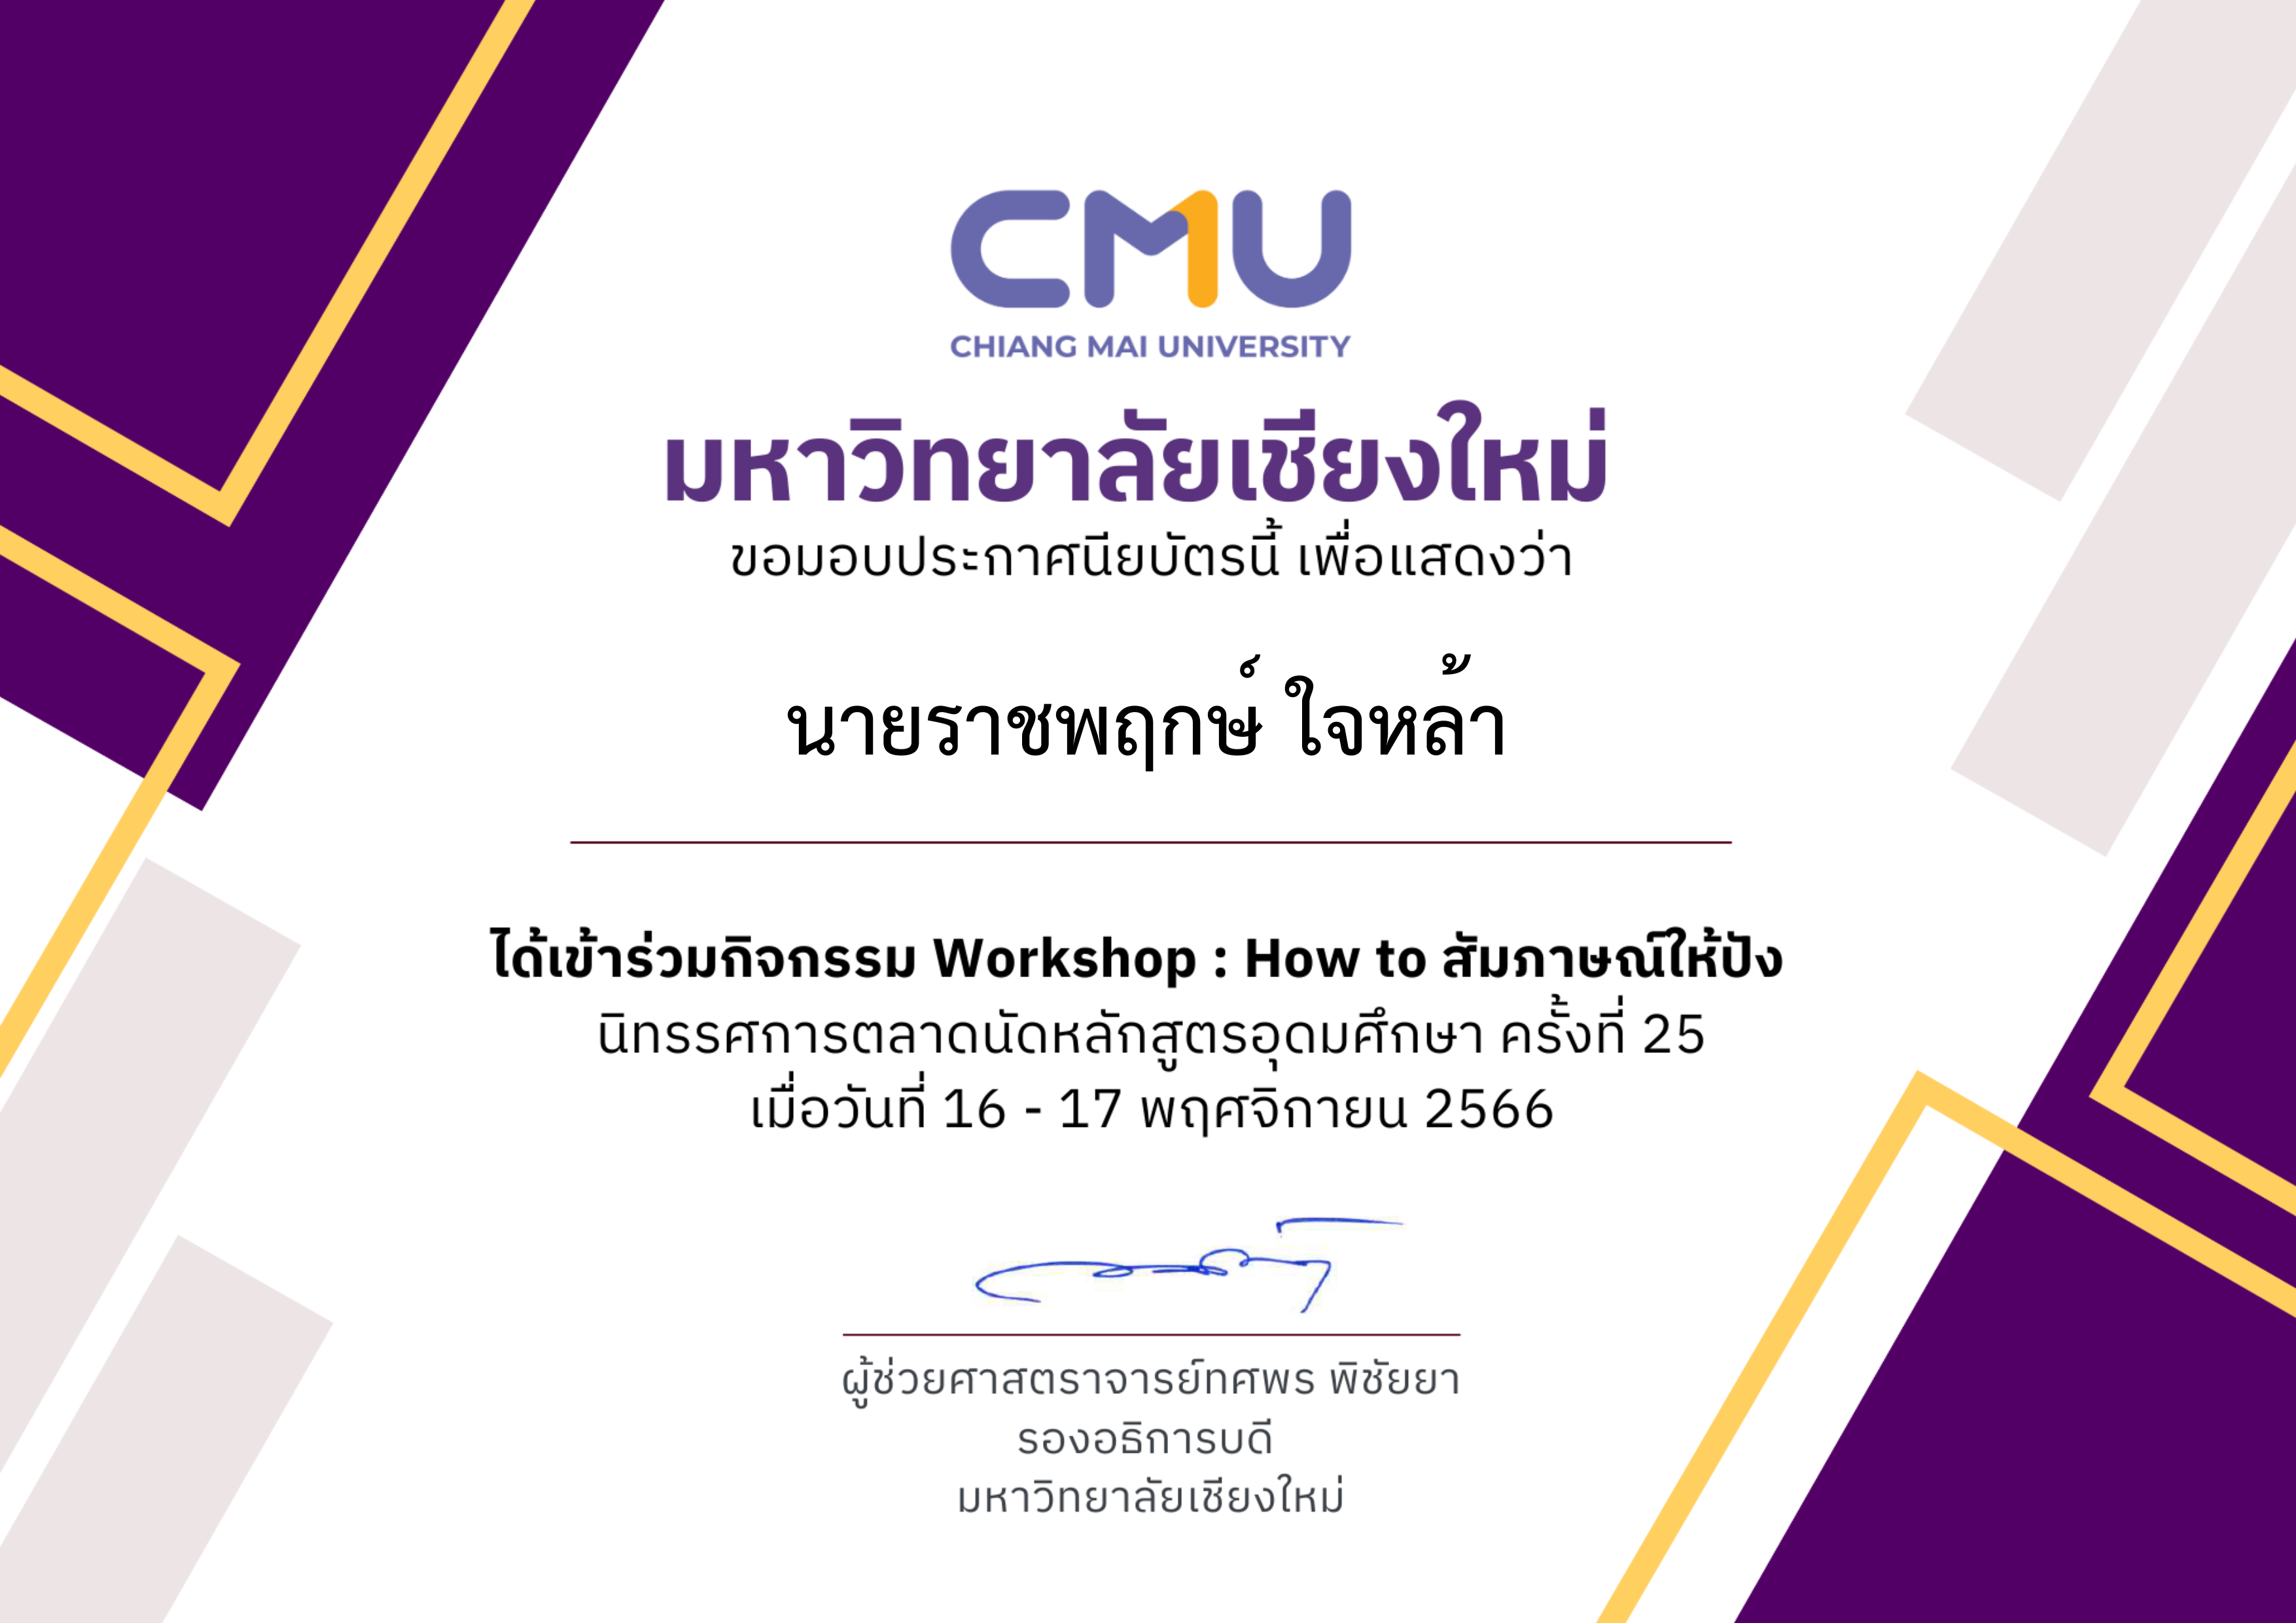 CMU
CHIANG MAI UNIVERSITY
มหาวิทยาลัยเชียงใหม่
ขอมอบประกาศนียบัตรนี้ เพื่อแสดงว่า
นายราชพฤกษ์ ใจหล้า
ได้เข้าร่วมกิจกรรม Workshop : How to สัมภาษณ์ให้ปัง
นิทรรศการตลาดนัดหลักสูตรอุดมศึกษา ครั้งที่ 25
เมื่อวันที่ 16 - 17 พฤศจิกายน 2566
ผู้ช่วยศาสตราจารย์ทศพร พิชัยยา
รองอธิการบดี
มหาวิทยาลัยเชียงใหม่